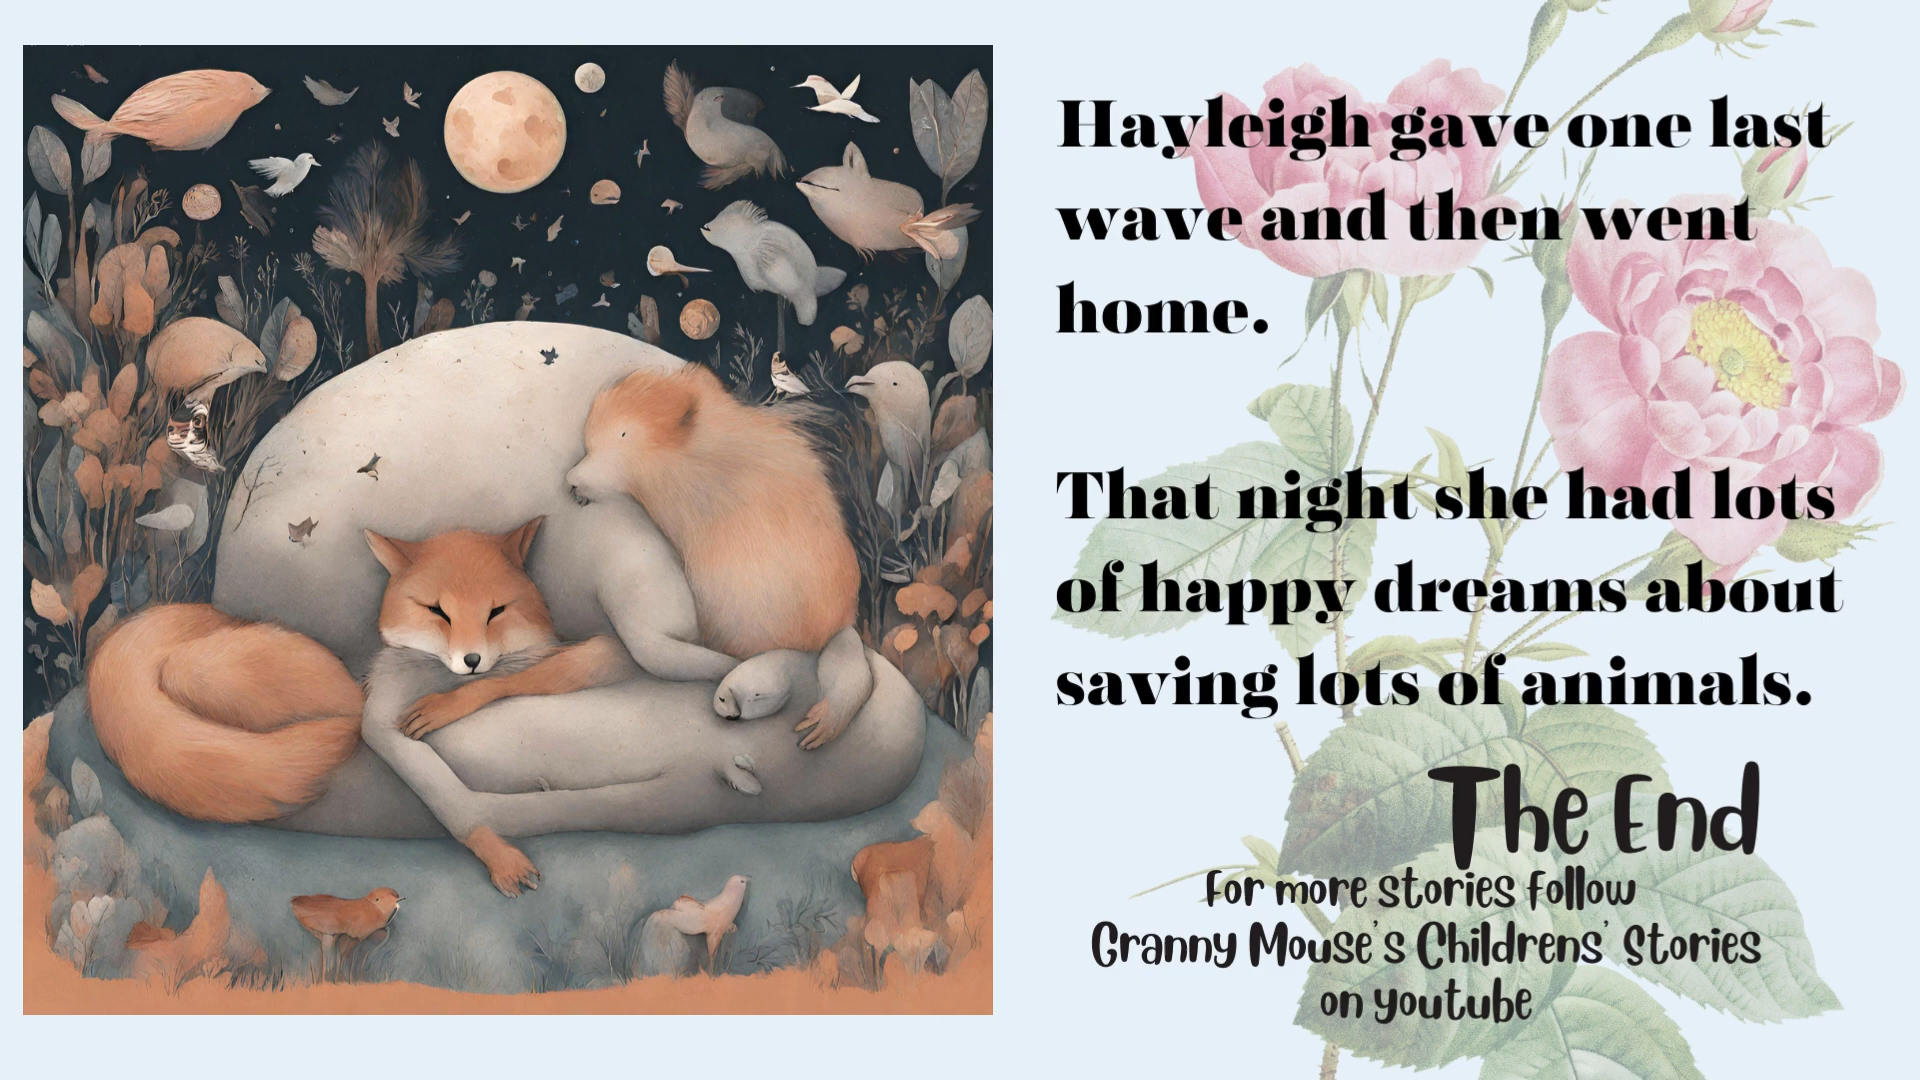 Hayleigh gave one last
wave and then went
home.
That night she had lots
of happy dreams about
saving lots of animals.
The End
For more stories follow
Granny Mouse's Childrens' Stories
on youtube